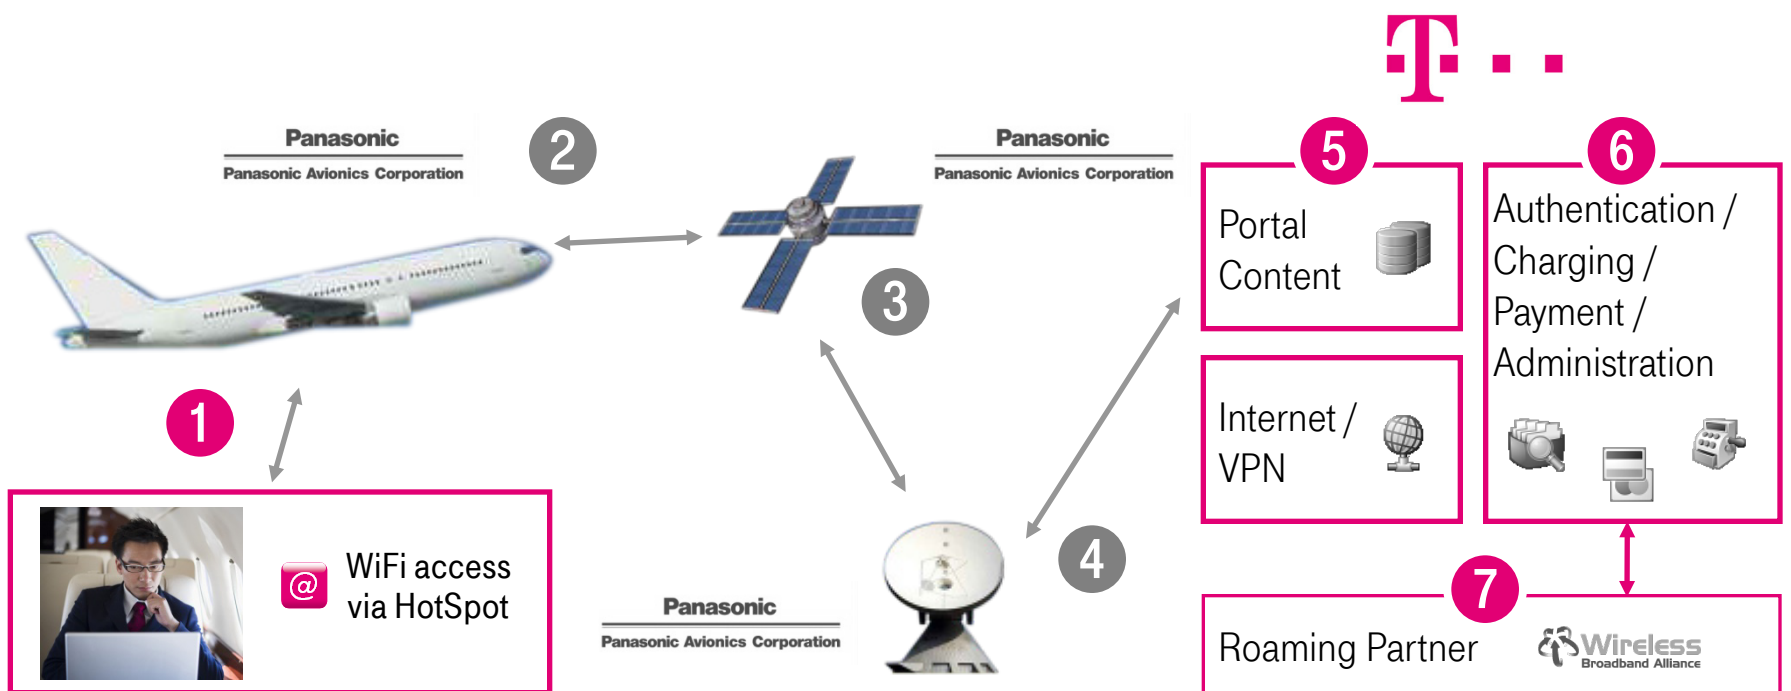 T
Panasonic
Panasonic Avionics Corporation
2
Panasonic
Panasonic Avionics Corporation
3
1
@
WiFi access
via HotSpot
4
Panasonic
Panasonic Avionics Corporation
5
Portal
Content
Internet /
VPN
6
Authentication /
Charging /
Payment /
Administration
7
Roaming Partner
Wireless
Broadband Alliance